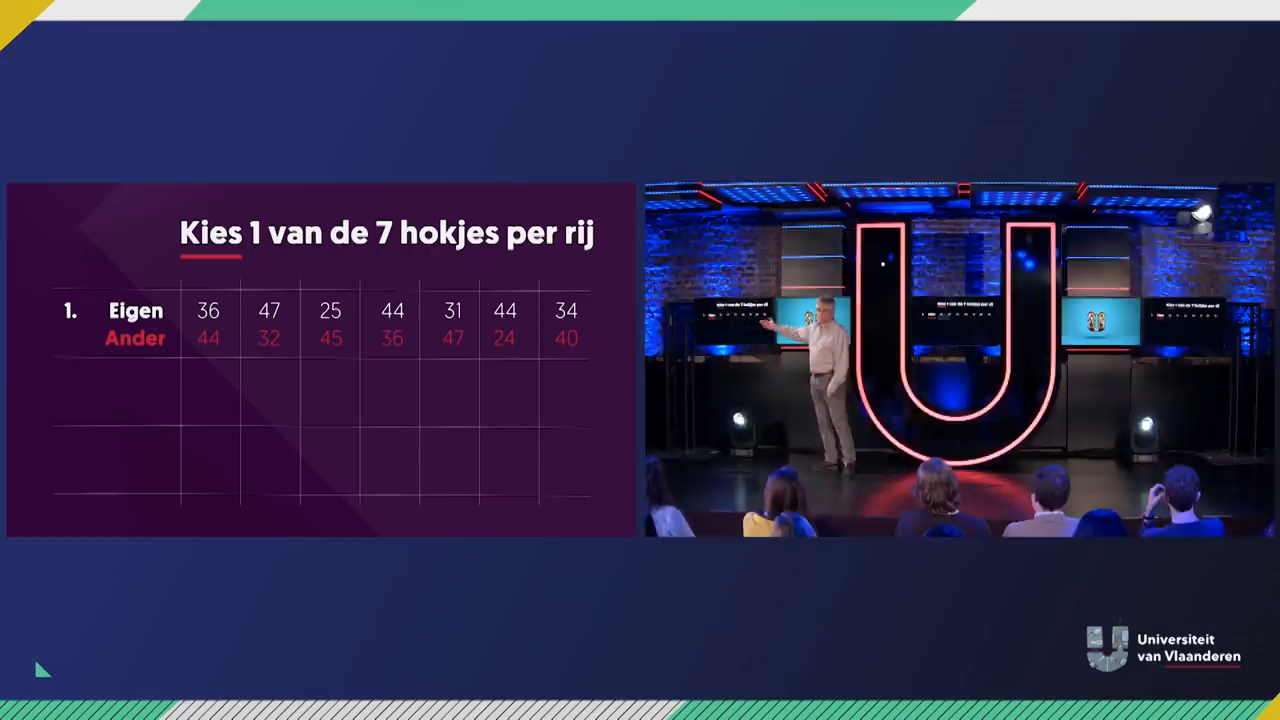 Kies 1 van de 7 hokjes per rij
1. Eigen 36 47 25 44 31 44 34
Ander 44 32 45 36 47 24 40
Universiteit
van Vlaanderen